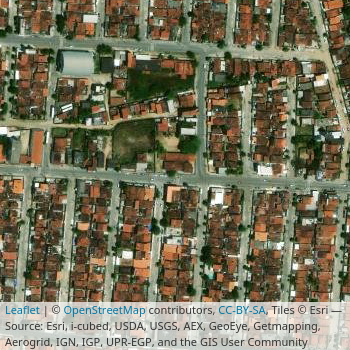 Leaflet | © OpenStreetMap contributors, CC-BY-SA, Tiles © Esri —
Source: Esri, i-cubed, USDA, USGS, AEX, GeoEye, Getmapping,
Aerogrid, IGN, IGP, UPR-EGP, and the GIS User Community